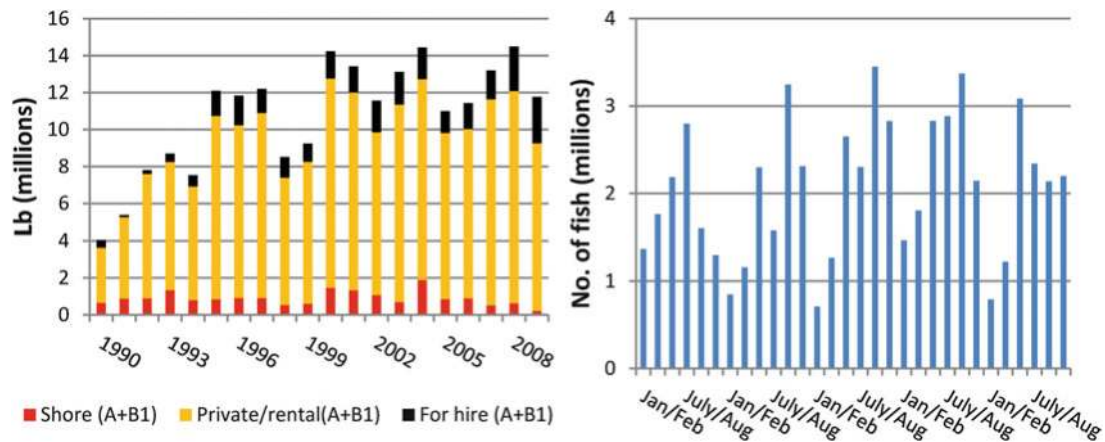 Lb (millions)
16
14
12
10
8
6
4
2
0
1990
1993
1996
1999
2002
2005
2008
Shore (A+B1)
Private/rental(A+B1)
For hire (A+B1)
No. of fish (millions)
4
3
2
1
0
Jan/Feb
July/Aug
Jan/Feb
July/Aug
Jan/Feb
July/Aug
Jan/Feb
July/Aug
Jan/Feb
July/Aug